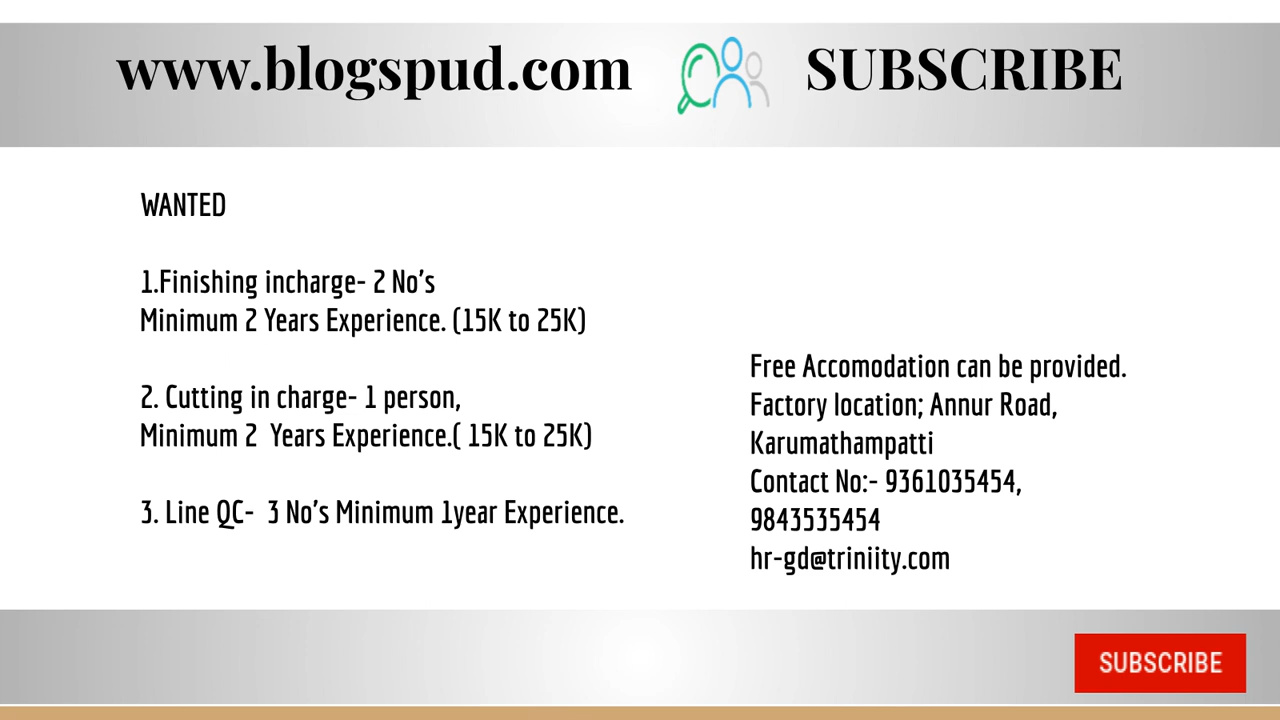 www.blogspud.com
SUBSCRIBE
WANTED
1.Finishing incharge- 2 No's
Minimum 2 Years Experience. (15K to 25K)
2. Cutting in charge- 1 person,
Minimum 2  Years Experience.( 15K to 25K)
3. Line QC-  3 No's Minimum 1year Experience.
Free Accomodation can be provided.
Factory location; Annur Road,
Karumathampatti
Contact No:- 9361035454,
9843535454
hr-gd@triniity.com
SUBSCRIBE